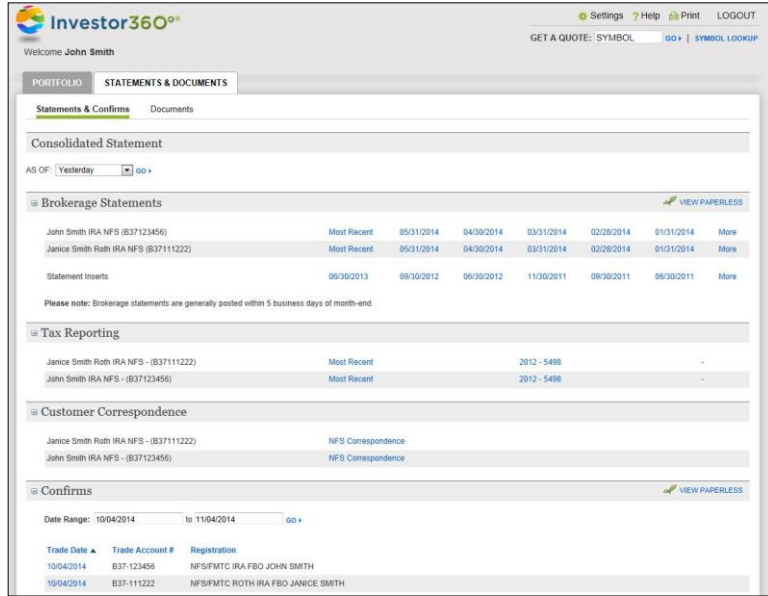 Investor360°®
Settings ? Help Print LOGOUT
GET A QUOTE: SYMBOL GO | SYMBOL LOOKUP
Welcome John Smith
PORTFOLIO STATEMENTS & DOCUMENTS
Statements & Confirms Documents
Consolidated Statement
AS OF: Yesterday GO
Brokerage Statements VIEW PAPERLESS
John Smith IRA NFS (B37123456) Most Recent 05/31/2014 04/30/2014 03/31/2014 02/28/2014 01/31/2014 More
Janice Smith Roth IRA NFS (B37111222) Most Recent 05/31/2014 04/30/2014 03/31/2014 02/28/2014 01/31/2014 More
Statement Inserts 06/30/2013 09/30/2012 06/30/2012 11/30/2011 09/30/2011 06/30/2011 More
Please note: Brokerage statements are generally posted within 5 business days of month-end.
Tax Reporting
Janice Smith Roth IRA NFS - (B37111222) Most Recent 2012 - 5498 -
John Smith IRA NFS - (B37123456) Most Recent 2012 - 5498 -
Customer Correspondence
Janice Smith Roth IRA NFS - (B37111222) NFS Correspondence
John Smith IRA NFS - (B37123456) NFS Correspondence
Confirms VIEW PAPERLESS
Date Range: 10/04/2014 to 11/04/2014 GO
Trade Date Trade Account # Registration
10/04/2014 B37-123456 NFS/FMTC IRA FBO JOHN SMITH
10/04/2014 B37-111222 NFS/FMTC ROTH IRA FBO JANICE SMITH